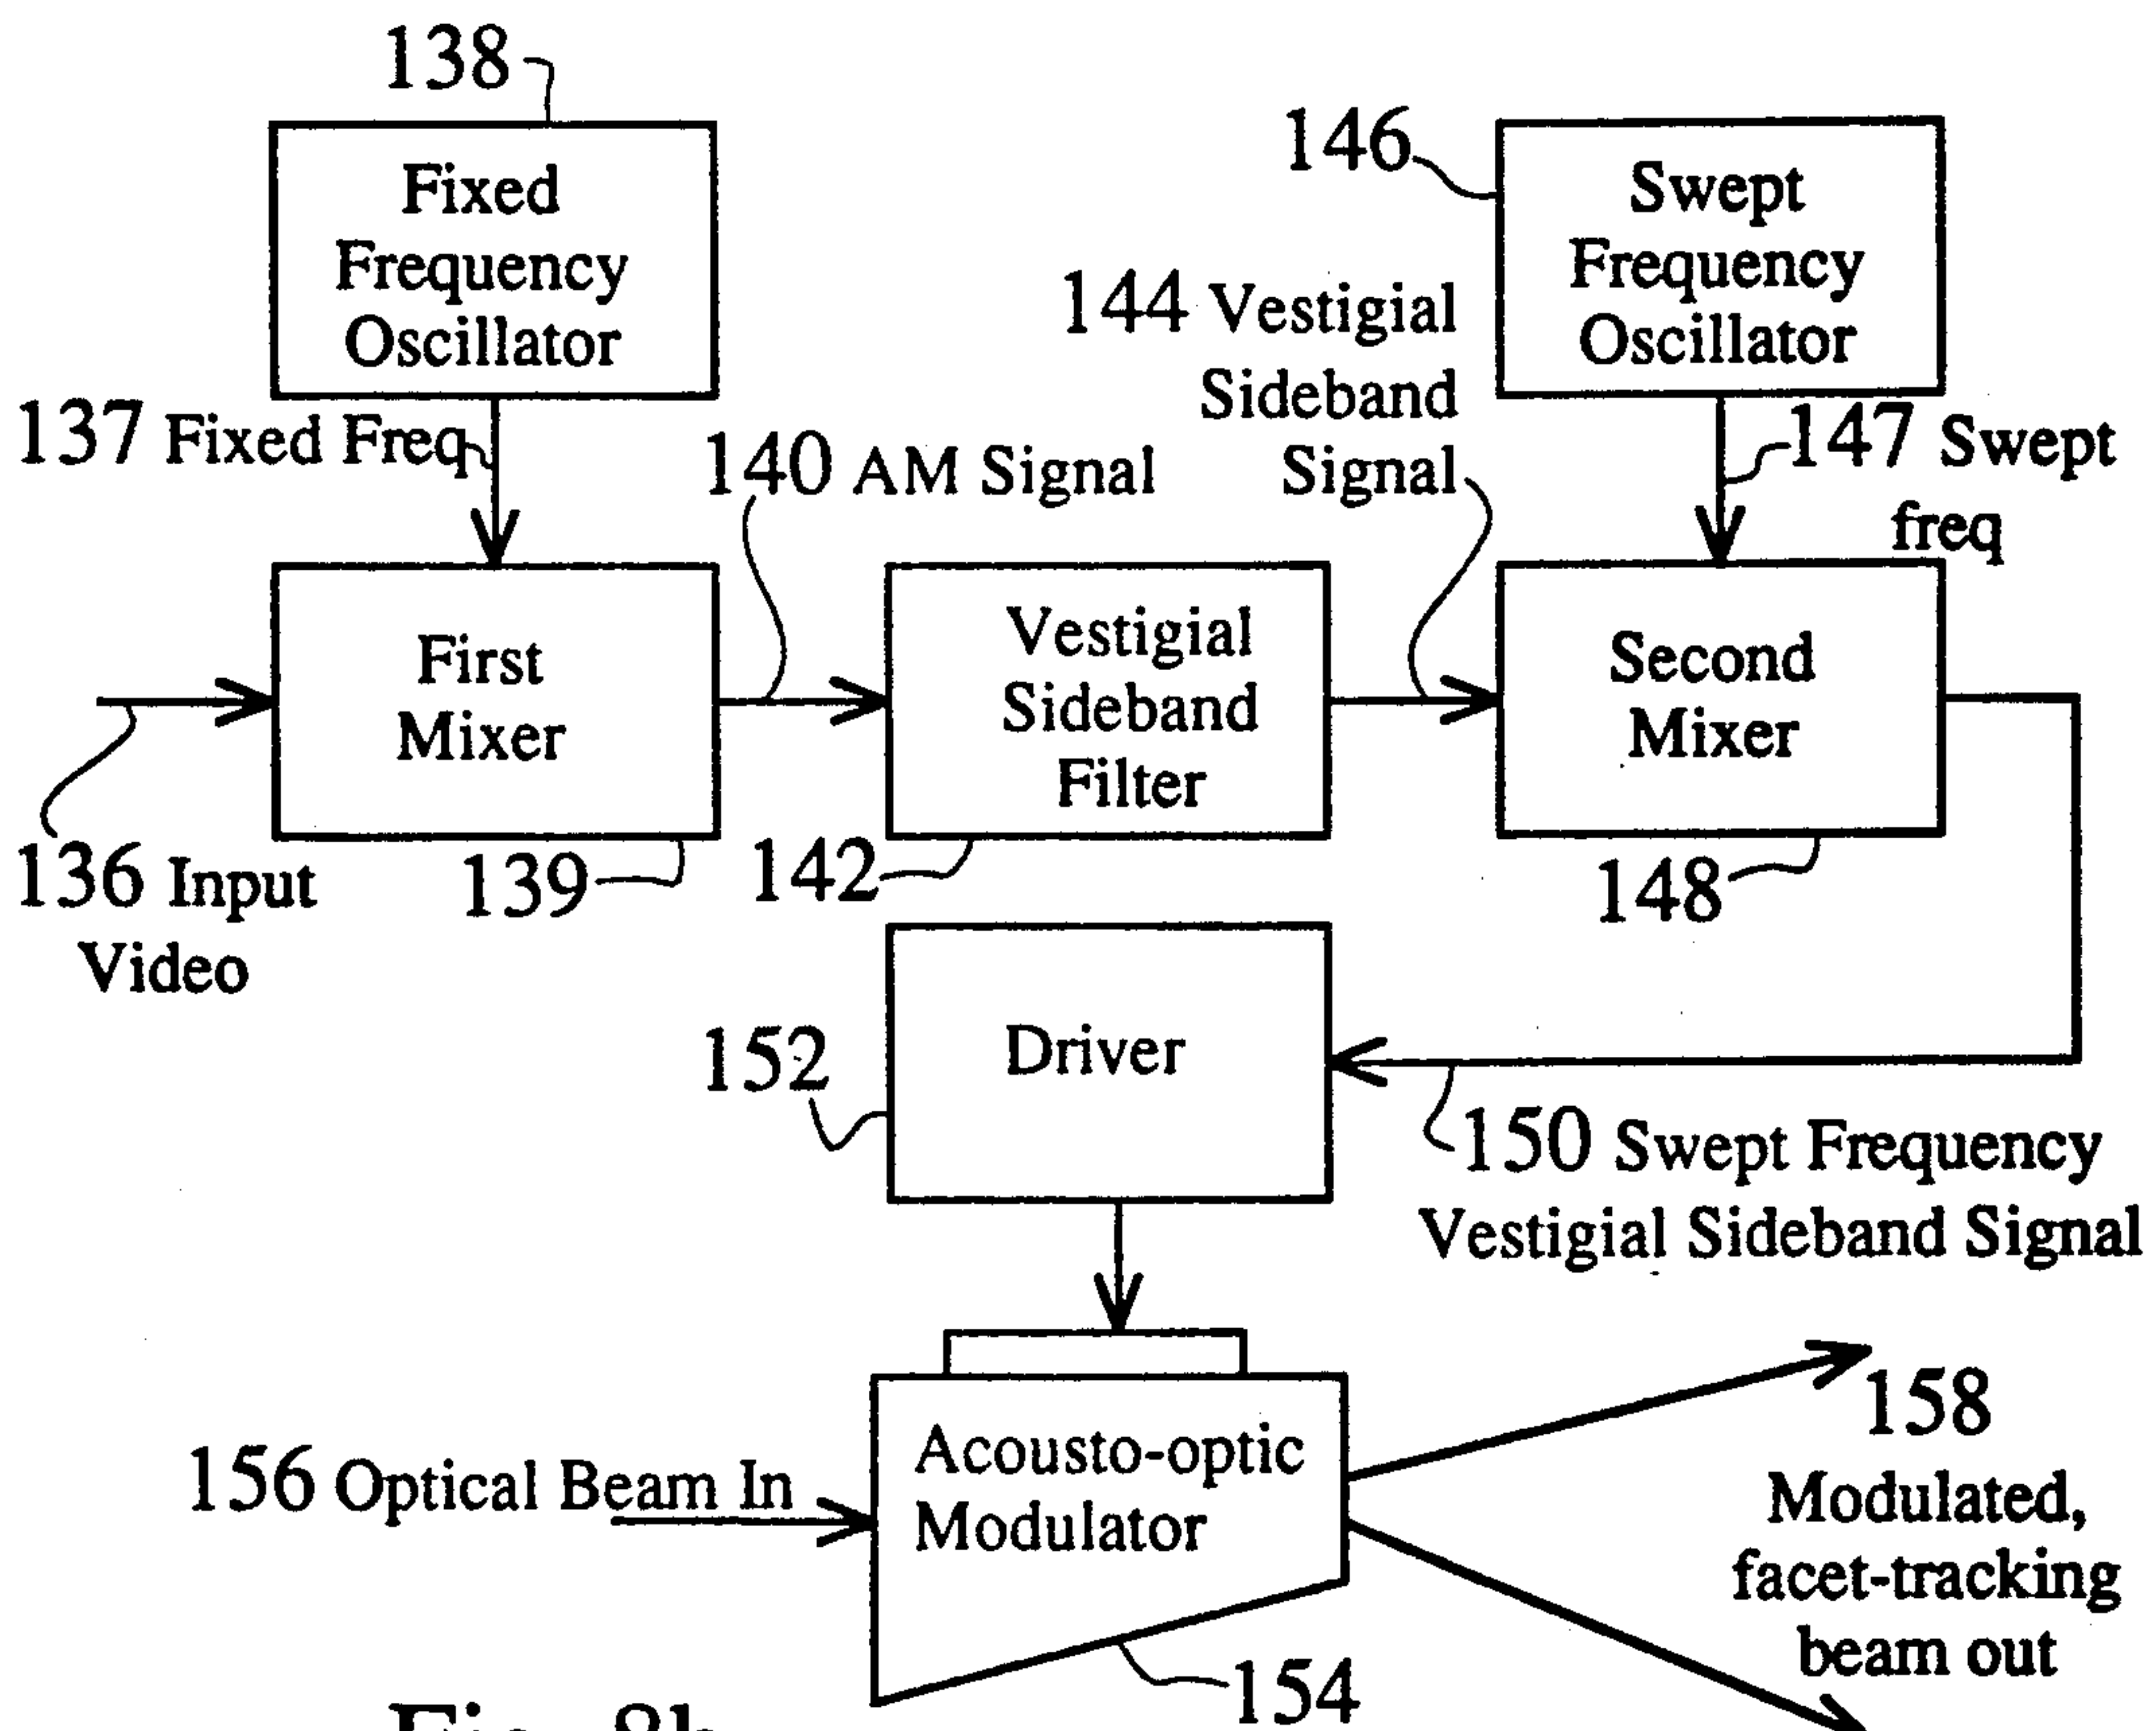 138
Fixed
Frequency
Oscillator
146
Swept
Frequency
Oscillator
144 Vestigial
Sideband
Signal
137 Fixed Freq
140 AM Signal
147 Swept
freq
First
Mixer
Vestigial
Sideband
Filter
Second
Mixer
136 Input
Video
139
142
148
152
Driver
150 Swept Frequency
Vestigial Sideband Signal
156 Optical Beam In
Acousto-optic
Modulator
158
Modulated,
facet-tracking
beam out
154